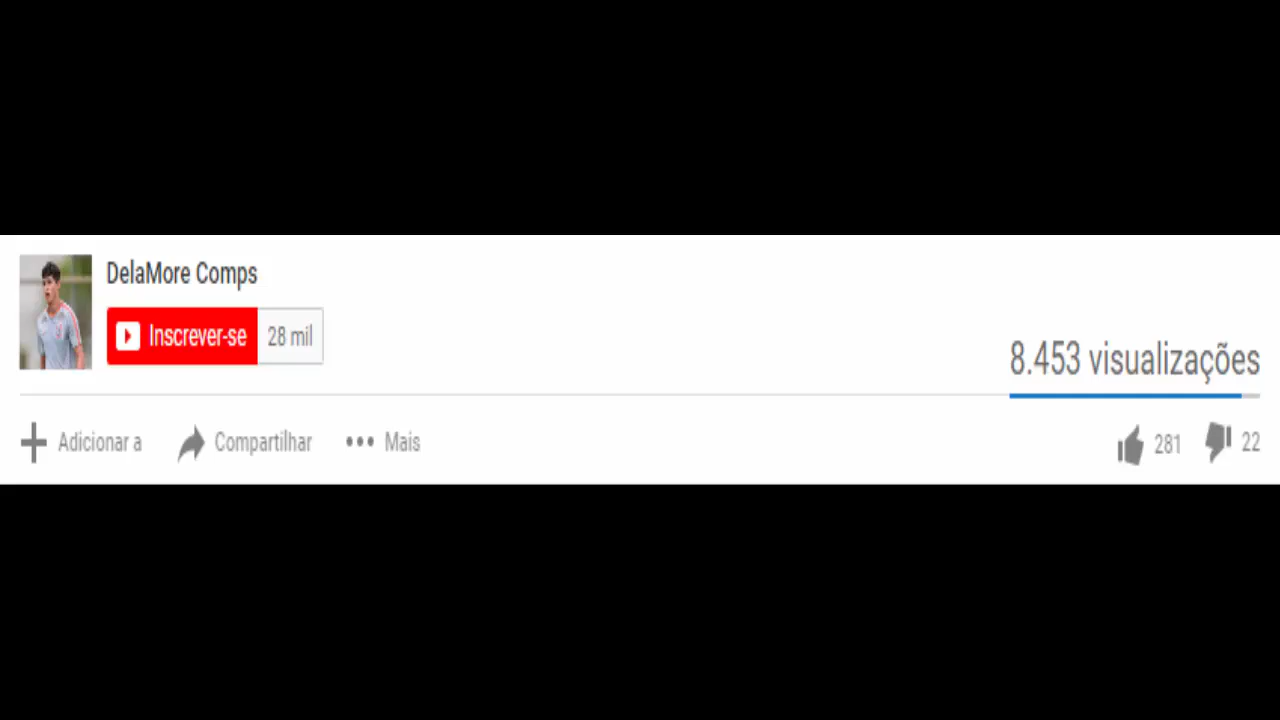 DelaMore Comps
Inscrever-se 28 mil
8.453 visualizações
Adicionar a Compartilhar Mais 281 22